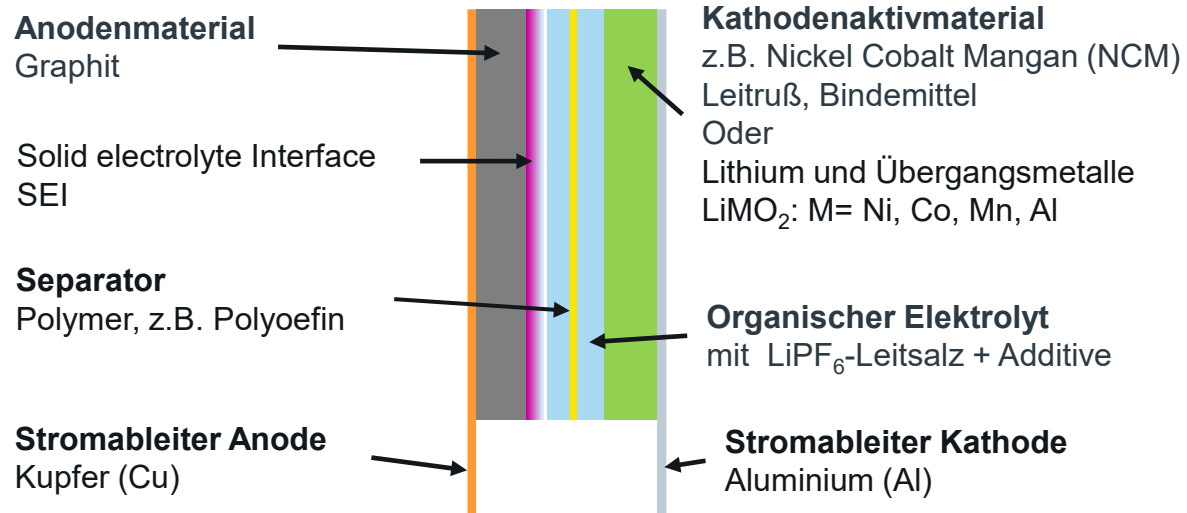 Anodenmaterial
Graphit
Solid electrolyte Interface
SEI
Separator
Polymer, z.B. Polyoefin
Stromableiter Anode
Kupfer (Cu)
Kathodenaktivmaterial
z.B. Nickel Cobalt Mangan (NCM)
Leitruß, Bindemittel
Oder
Lithium und Übergangsmetalle
LiMO₂: M= Ni, Co, Mn, Al
Organischer Elektrolyt
mit LiPF₆-Leitsalz + Additive
Stromableiter Kathode
Aluminium (Al)